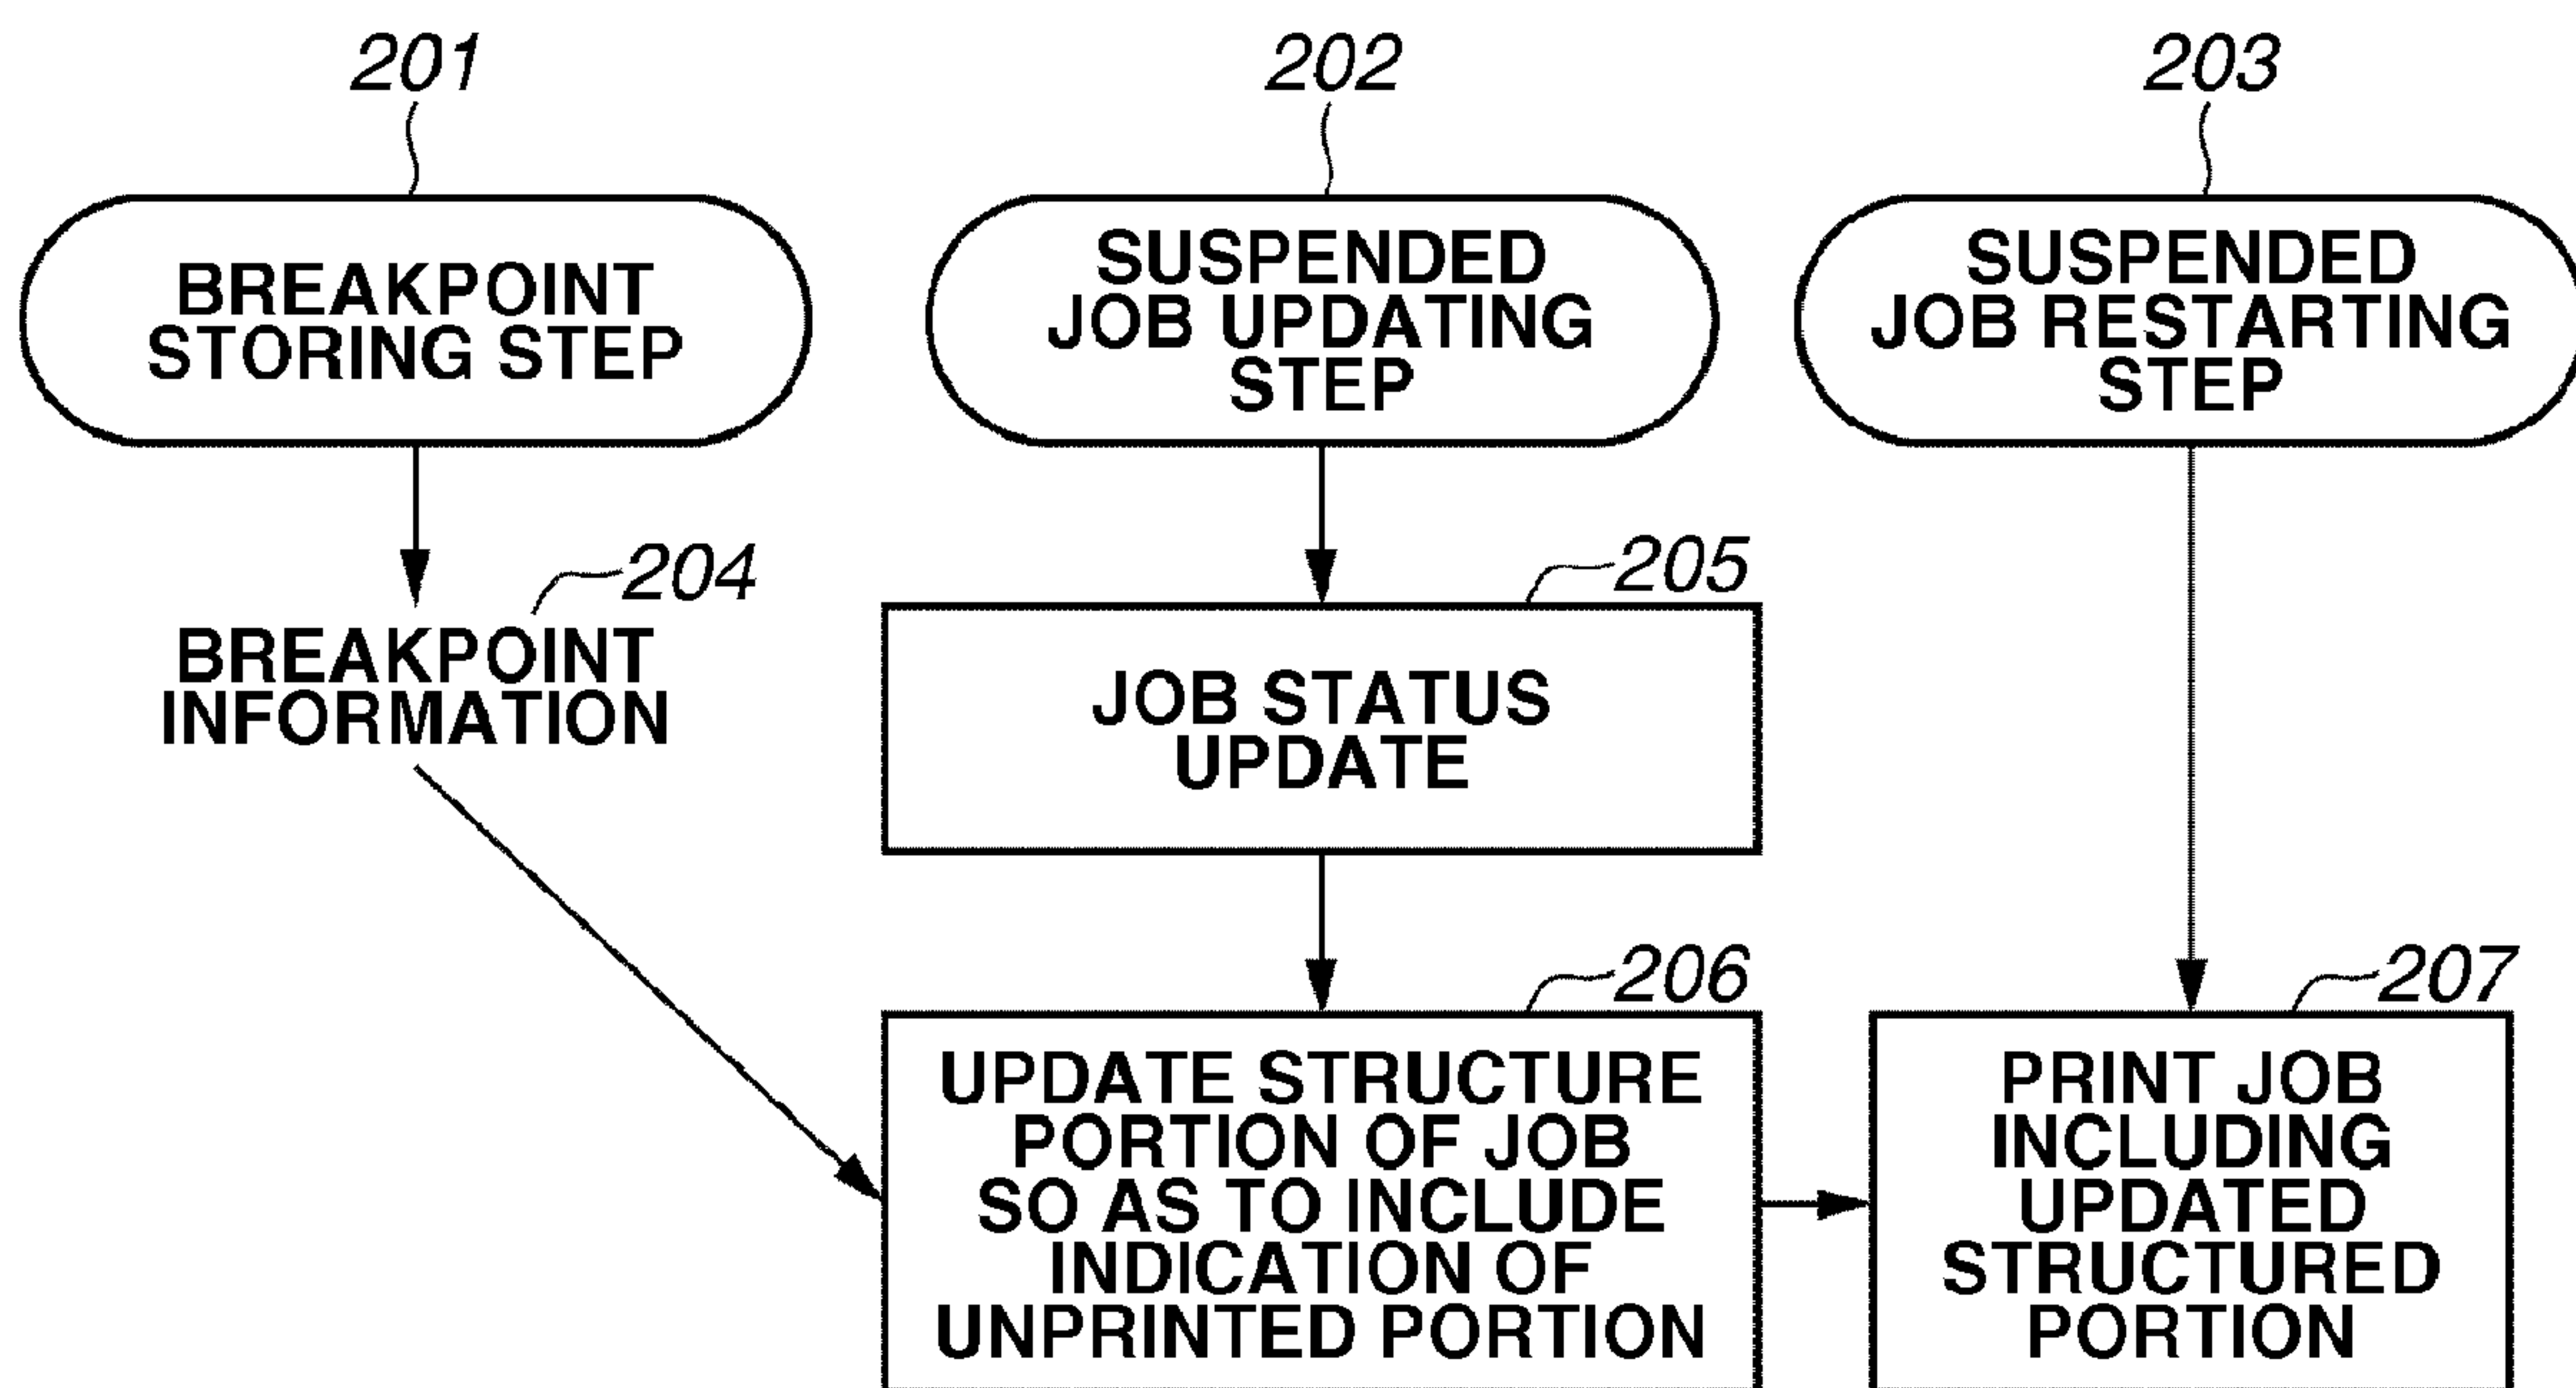 201
202
203
BREAKPOINT
STORING STEP
SUSPENDED
JOB UPDATING
STEP
SUSPENDED
JOB RESTARTING
STEP
204
BREAKPOINT
INFORMATION
205
JOB STATUS
UPDATE
206
UPDATE STRUCTURE
PORTION OF JOB
SO AS TO INCLUDE
INDICATION OF
UNPRINTED PORTION
207
PRINT JOB
INCLUDING
UPDATED
STRUCTURED
PORTION